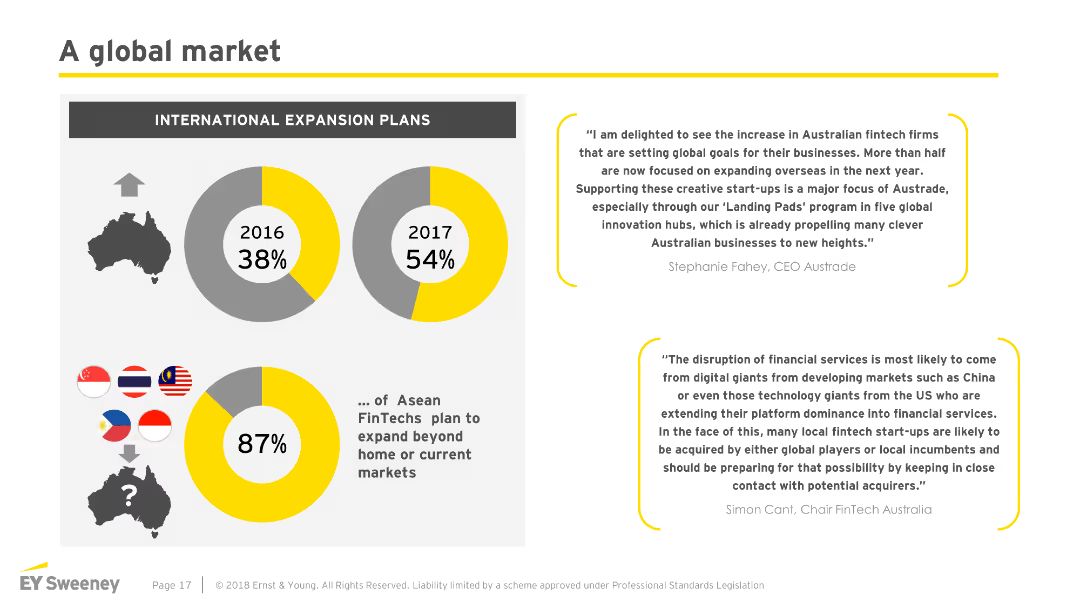 A global market
INTERNATIONAL EXPANSION PLANS
2016
38%
2017
54%
87%
... of Asean
FinTechs plan to
expand beyond
home or current
markets
?
“I am delighted to see the increase in Australian fintech firms
that are setting global goals for their businesses. More than half
are now focused on expanding overseas in the next year.
Supporting these creative start-ups is a major focus of Austrade,
especially through our ‘Landing Pads’ program in five global
innovation hubs, which is already propelling many clever
Australian businesses to new heights.”
Stephanie Fahey, CEO Austrade
“The disruption of financial services is most likely to come
from digital giants from developing markets such as China
or even those technology giants from the US who are
extending their platform dominance into financial services.
In the face of this, many local fintech start-ups are likely to
be acquired by either global players or local incumbents and
should be preparing for that possibility by keeping in close
contact with potential acquirers.”
Simon Cant, Chair FinTech Australia
EY Sweeney
Page 17
© 2018 Ernst & Young. All Rights Reserved. Liability limited by a scheme approved under Professional Standards Legislation